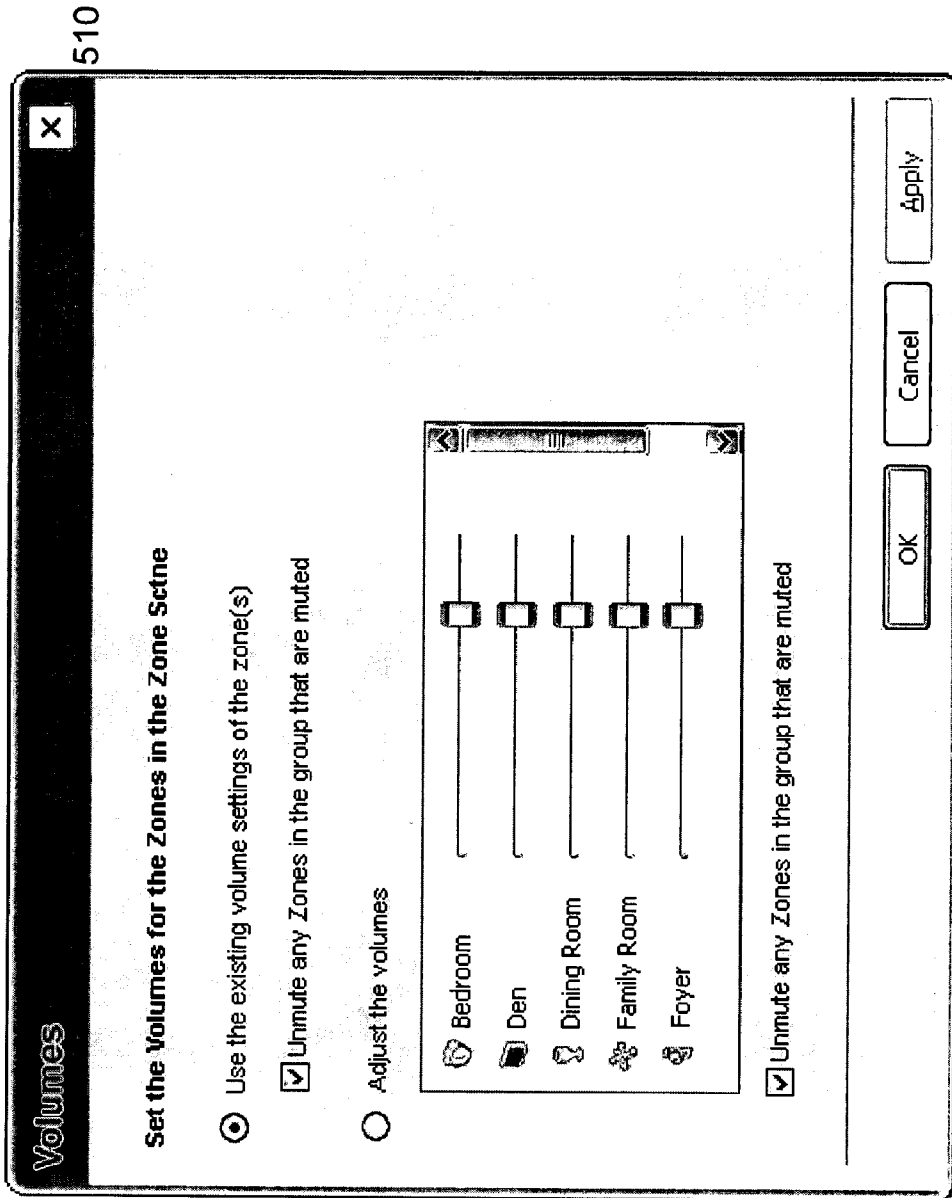 510
Volumes
Set the Volumes for the Zones in the Zone Sctne
Use the existing volume settings of the zone(s)
Unmute any Zones in the group that are muted
Adjust the volumes
Bedroom
Den
Dining Room
Family Room
Foyer
Unmute any Zones in the group that are muted
OK Cancel Apply